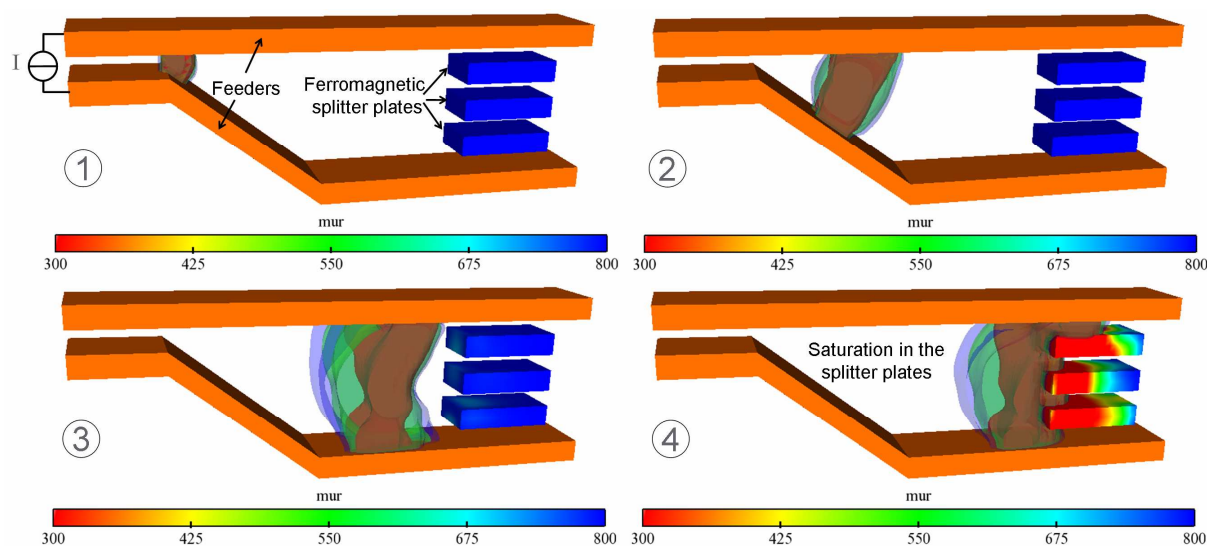 I
Feeders
Ferromagnetic
splitter plates
1
mur
300 425 550 675 800
2
mur
300 425 550 675 800
3
mur
300 425 550 675 800
Saturation in the
splitter plates
4
mur
300 425 550 675 800